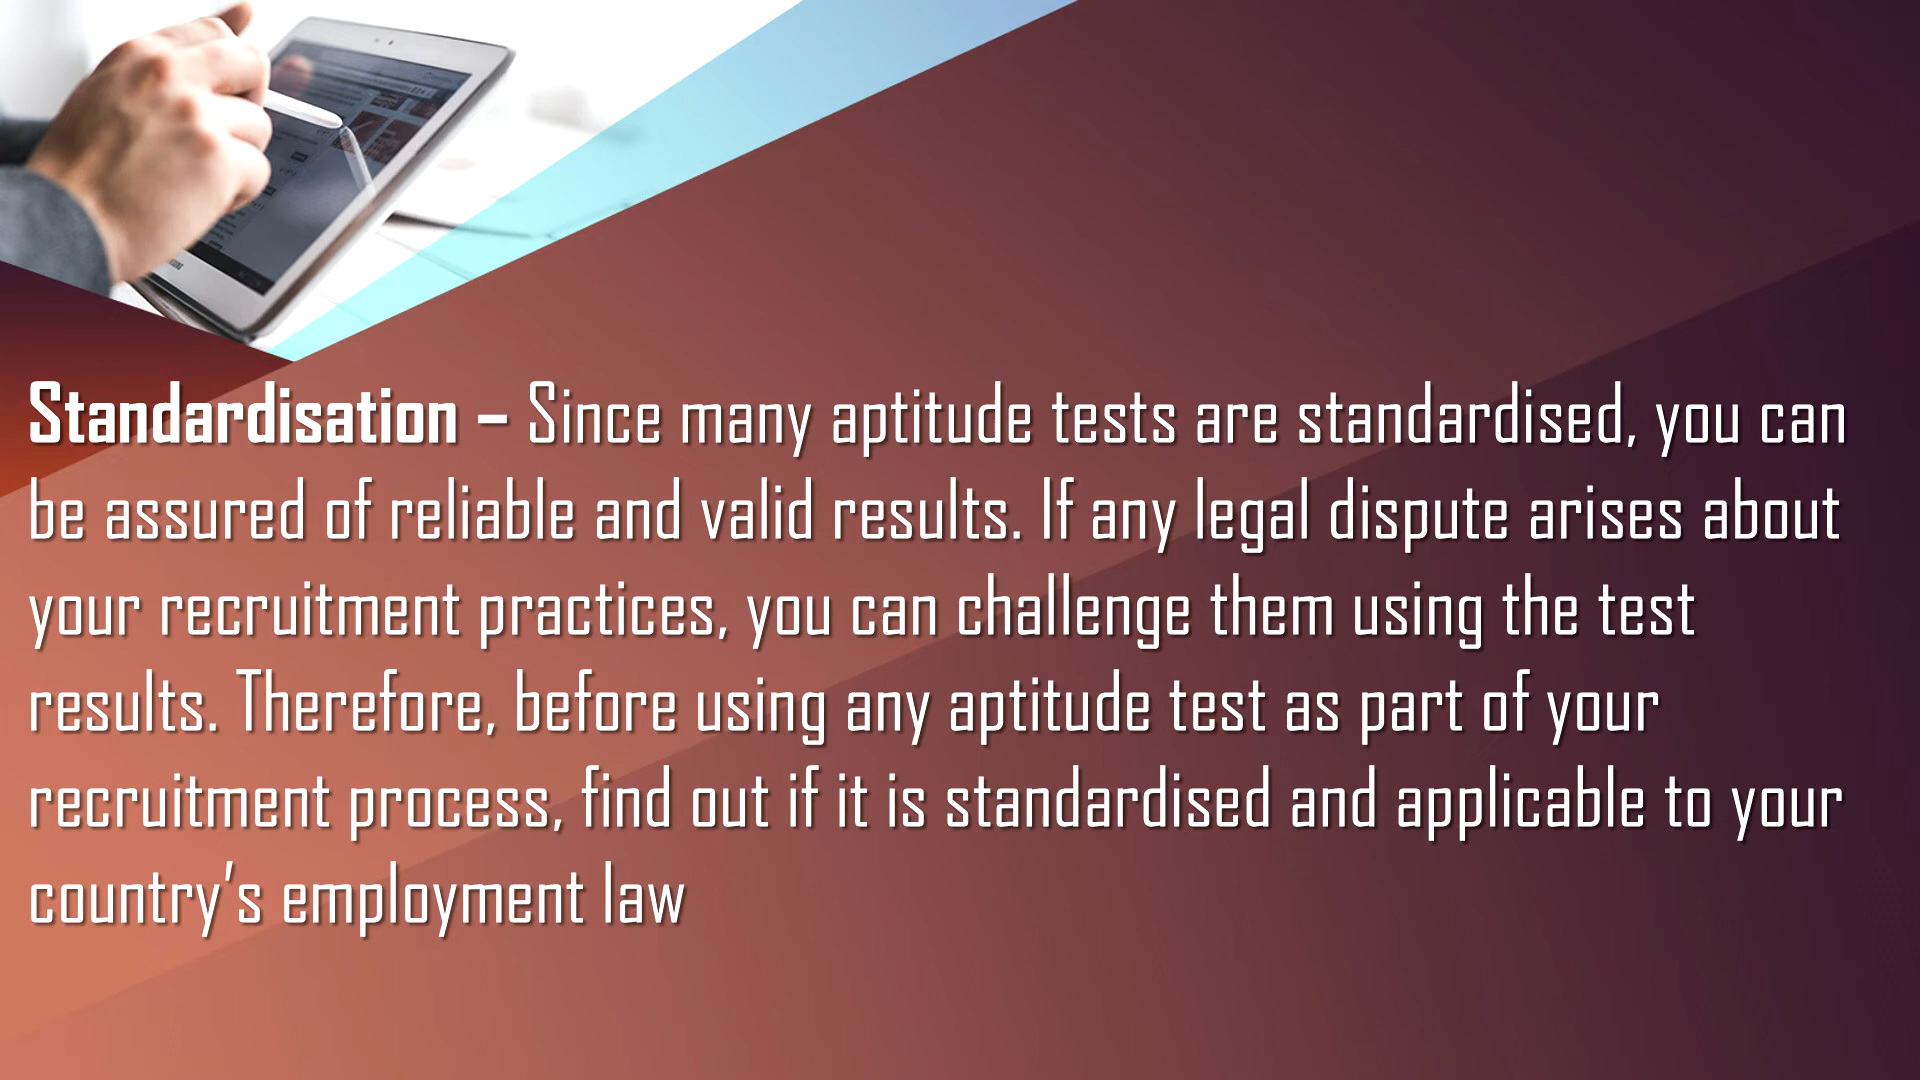 Standardisation – Since many aptitude tests are standardised, you can
be assured of reliable and valid results. If any legal dispute arises about
your recruitment practices, you can challenge them using the test
results. Therefore, before using any aptitude test as part of your
recruitment process, find out if it is standardised and applicable to your
country's employment law